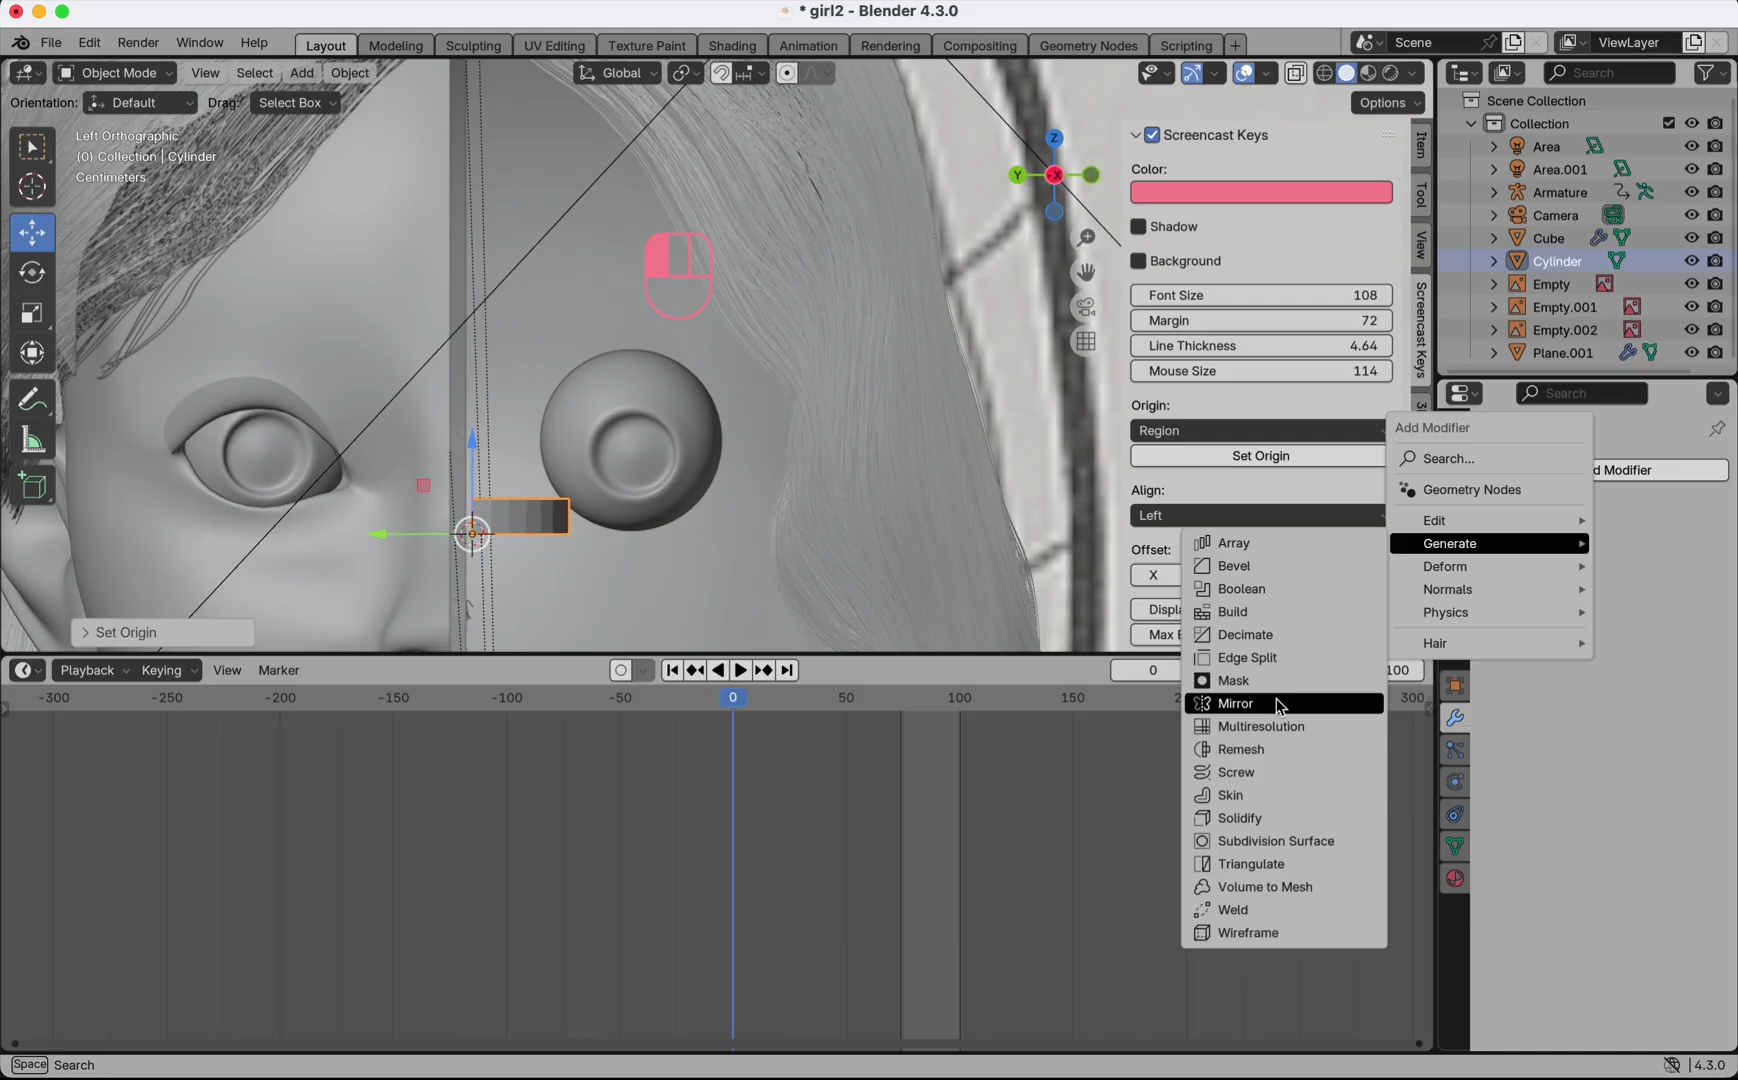 * girl2 - Blender 4.3.0
File Edit Render Window Help Layout Modeling Sculpting UV Editing Texture Paint Shading Animation Rendering Compositing Geometry Nodes Scripting + Scene ViewLayer
Object Mode View Select Add Object Global Search
Orientation: Default Drag: Select Box Options
Left Orthographic
(0) Collection | Cylinder
Centimeters
Z
Y
-X
Screencast Keys
Color:
Shadow
Background
Font Size 108
Margin 72
Line Thickness 4.64
Mouse Size 114
Origin:
Region
Set Origin
Align:
Left
Offset:
X
Displ
Max E
Item
Tool
View
Screencast Keys
Scene Collection
Collection
Area
Area.001
Armature
Camera
Cube
Cylinder
Empty
Empty.001
Empty.002
Plane.001
Search
d Modifier
Add Modifier
Search...
Geometry Nodes
Edit
Generate
Deform
Normals
Physics
Hair
Array
Bevel
Boolean
Build
Decimate
Edge Split
Mask
Mirror
Multiresolution
Remesh
Screw
Skin
Solidify
Subdivision Surface
Triangulate
Volume to Mesh
Weld
Wireframe
> Set Origin
Playback Keying View Marker 0 100
-300 -250 -200 -150 -100 -50 0 50 100 150 2 300
Space Search 4.3.0